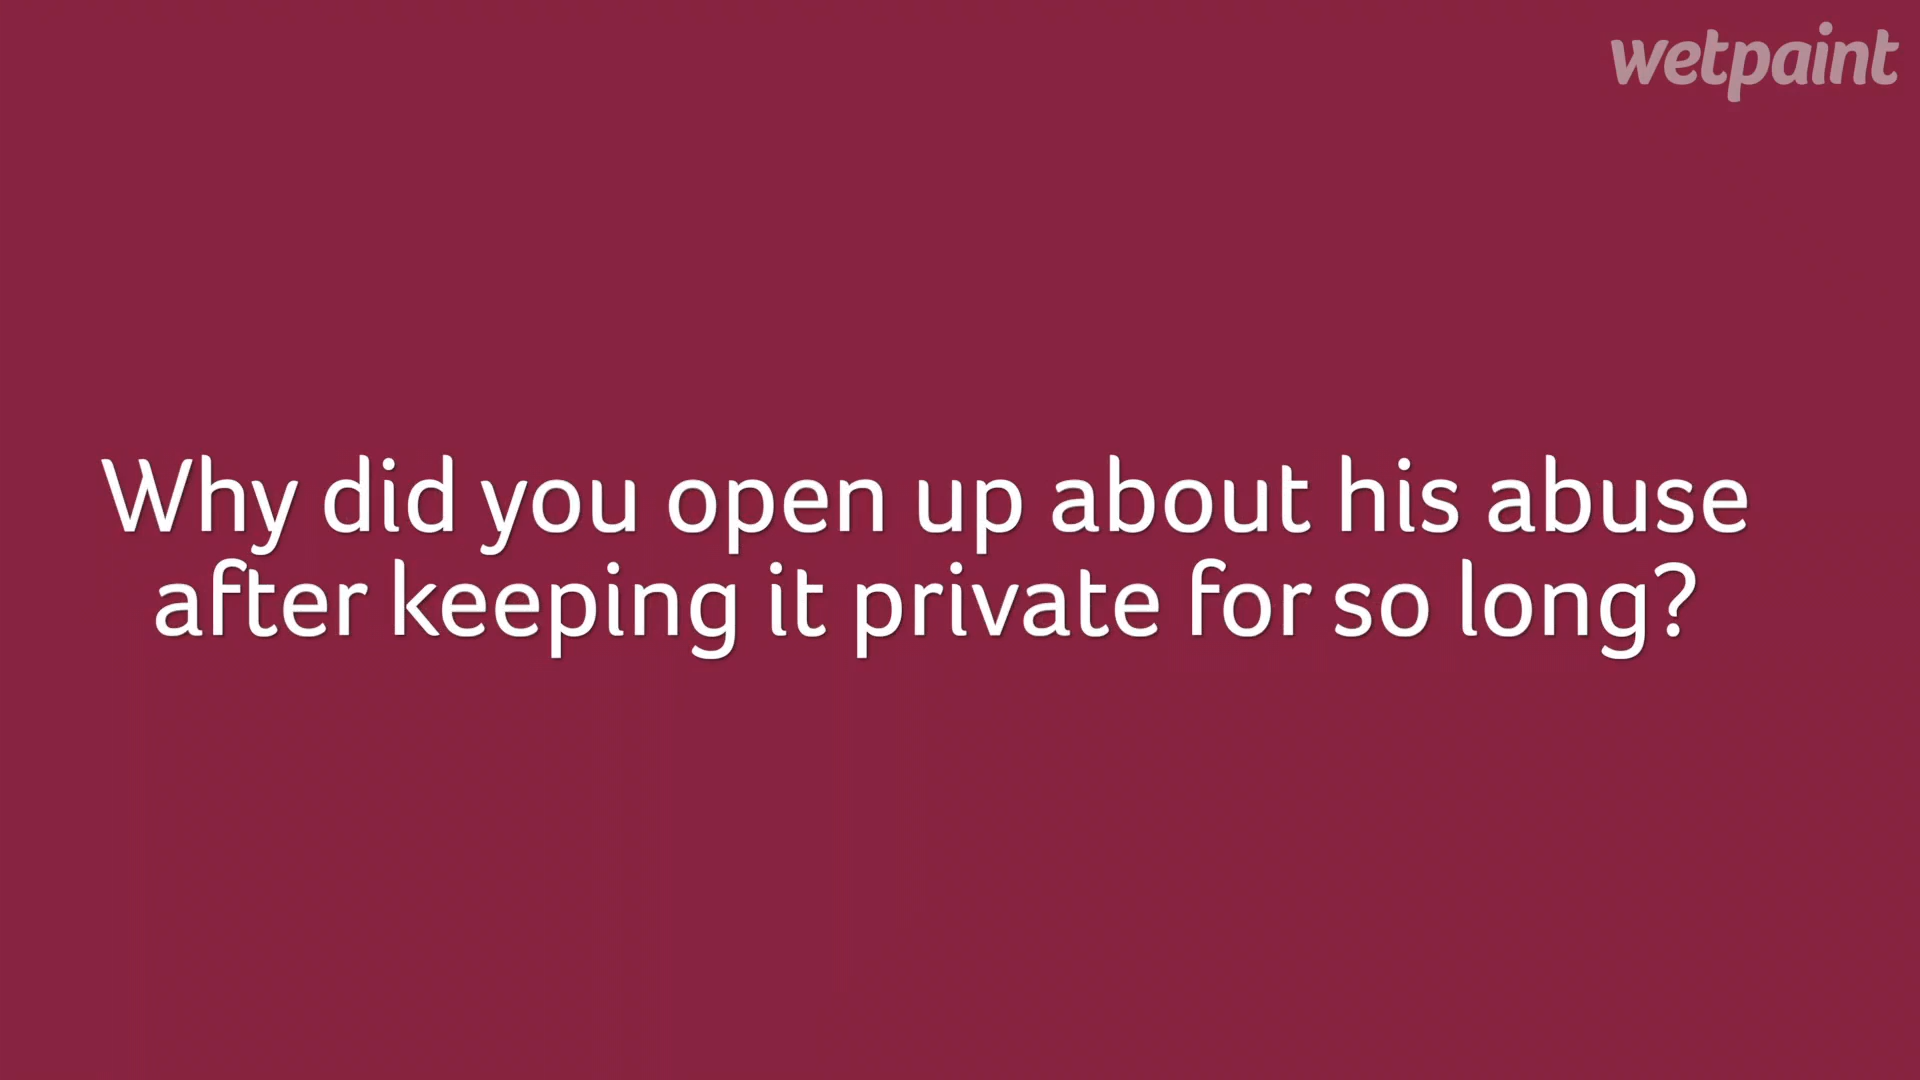 wetpaint
Why did you open up about his abuse
after keeping it private for so long?